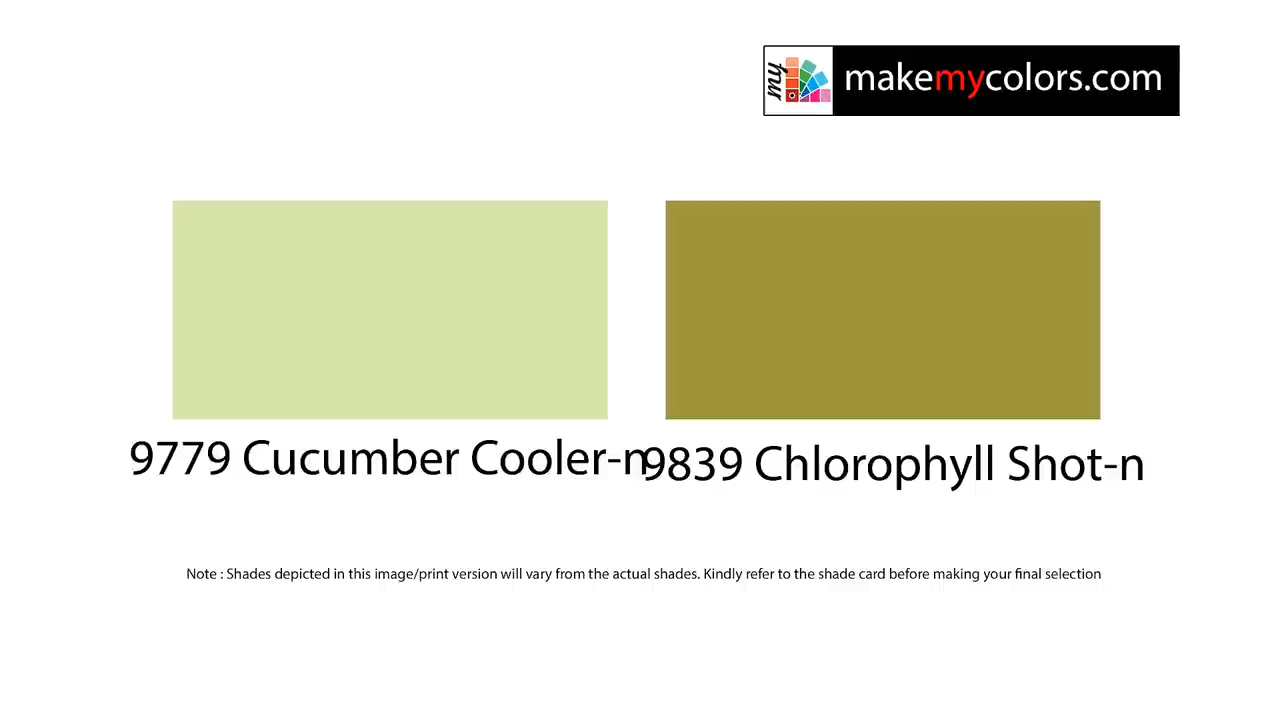 my
makemycolors.com
9779 Cucumber Cooler-n
9839 Chlorophyll Shot-n
Note : Shades depicted in this image/print version will vary from the actual shades. Kindly refer to the shade card before making your final selection